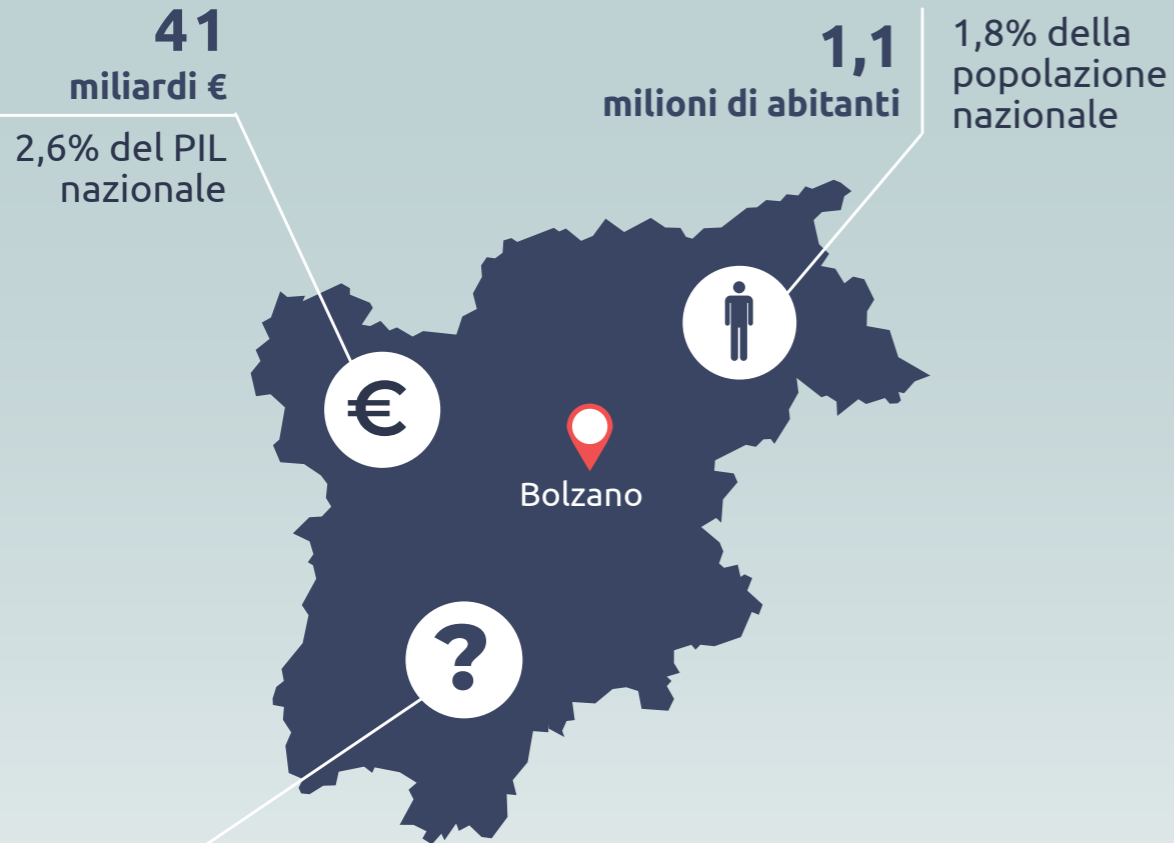 41
miliardi €
2,6% del PIL
nazionale
1,1
milioni di abitanti
1,8% della
popolazione
nazionale
€
Bolzano
?